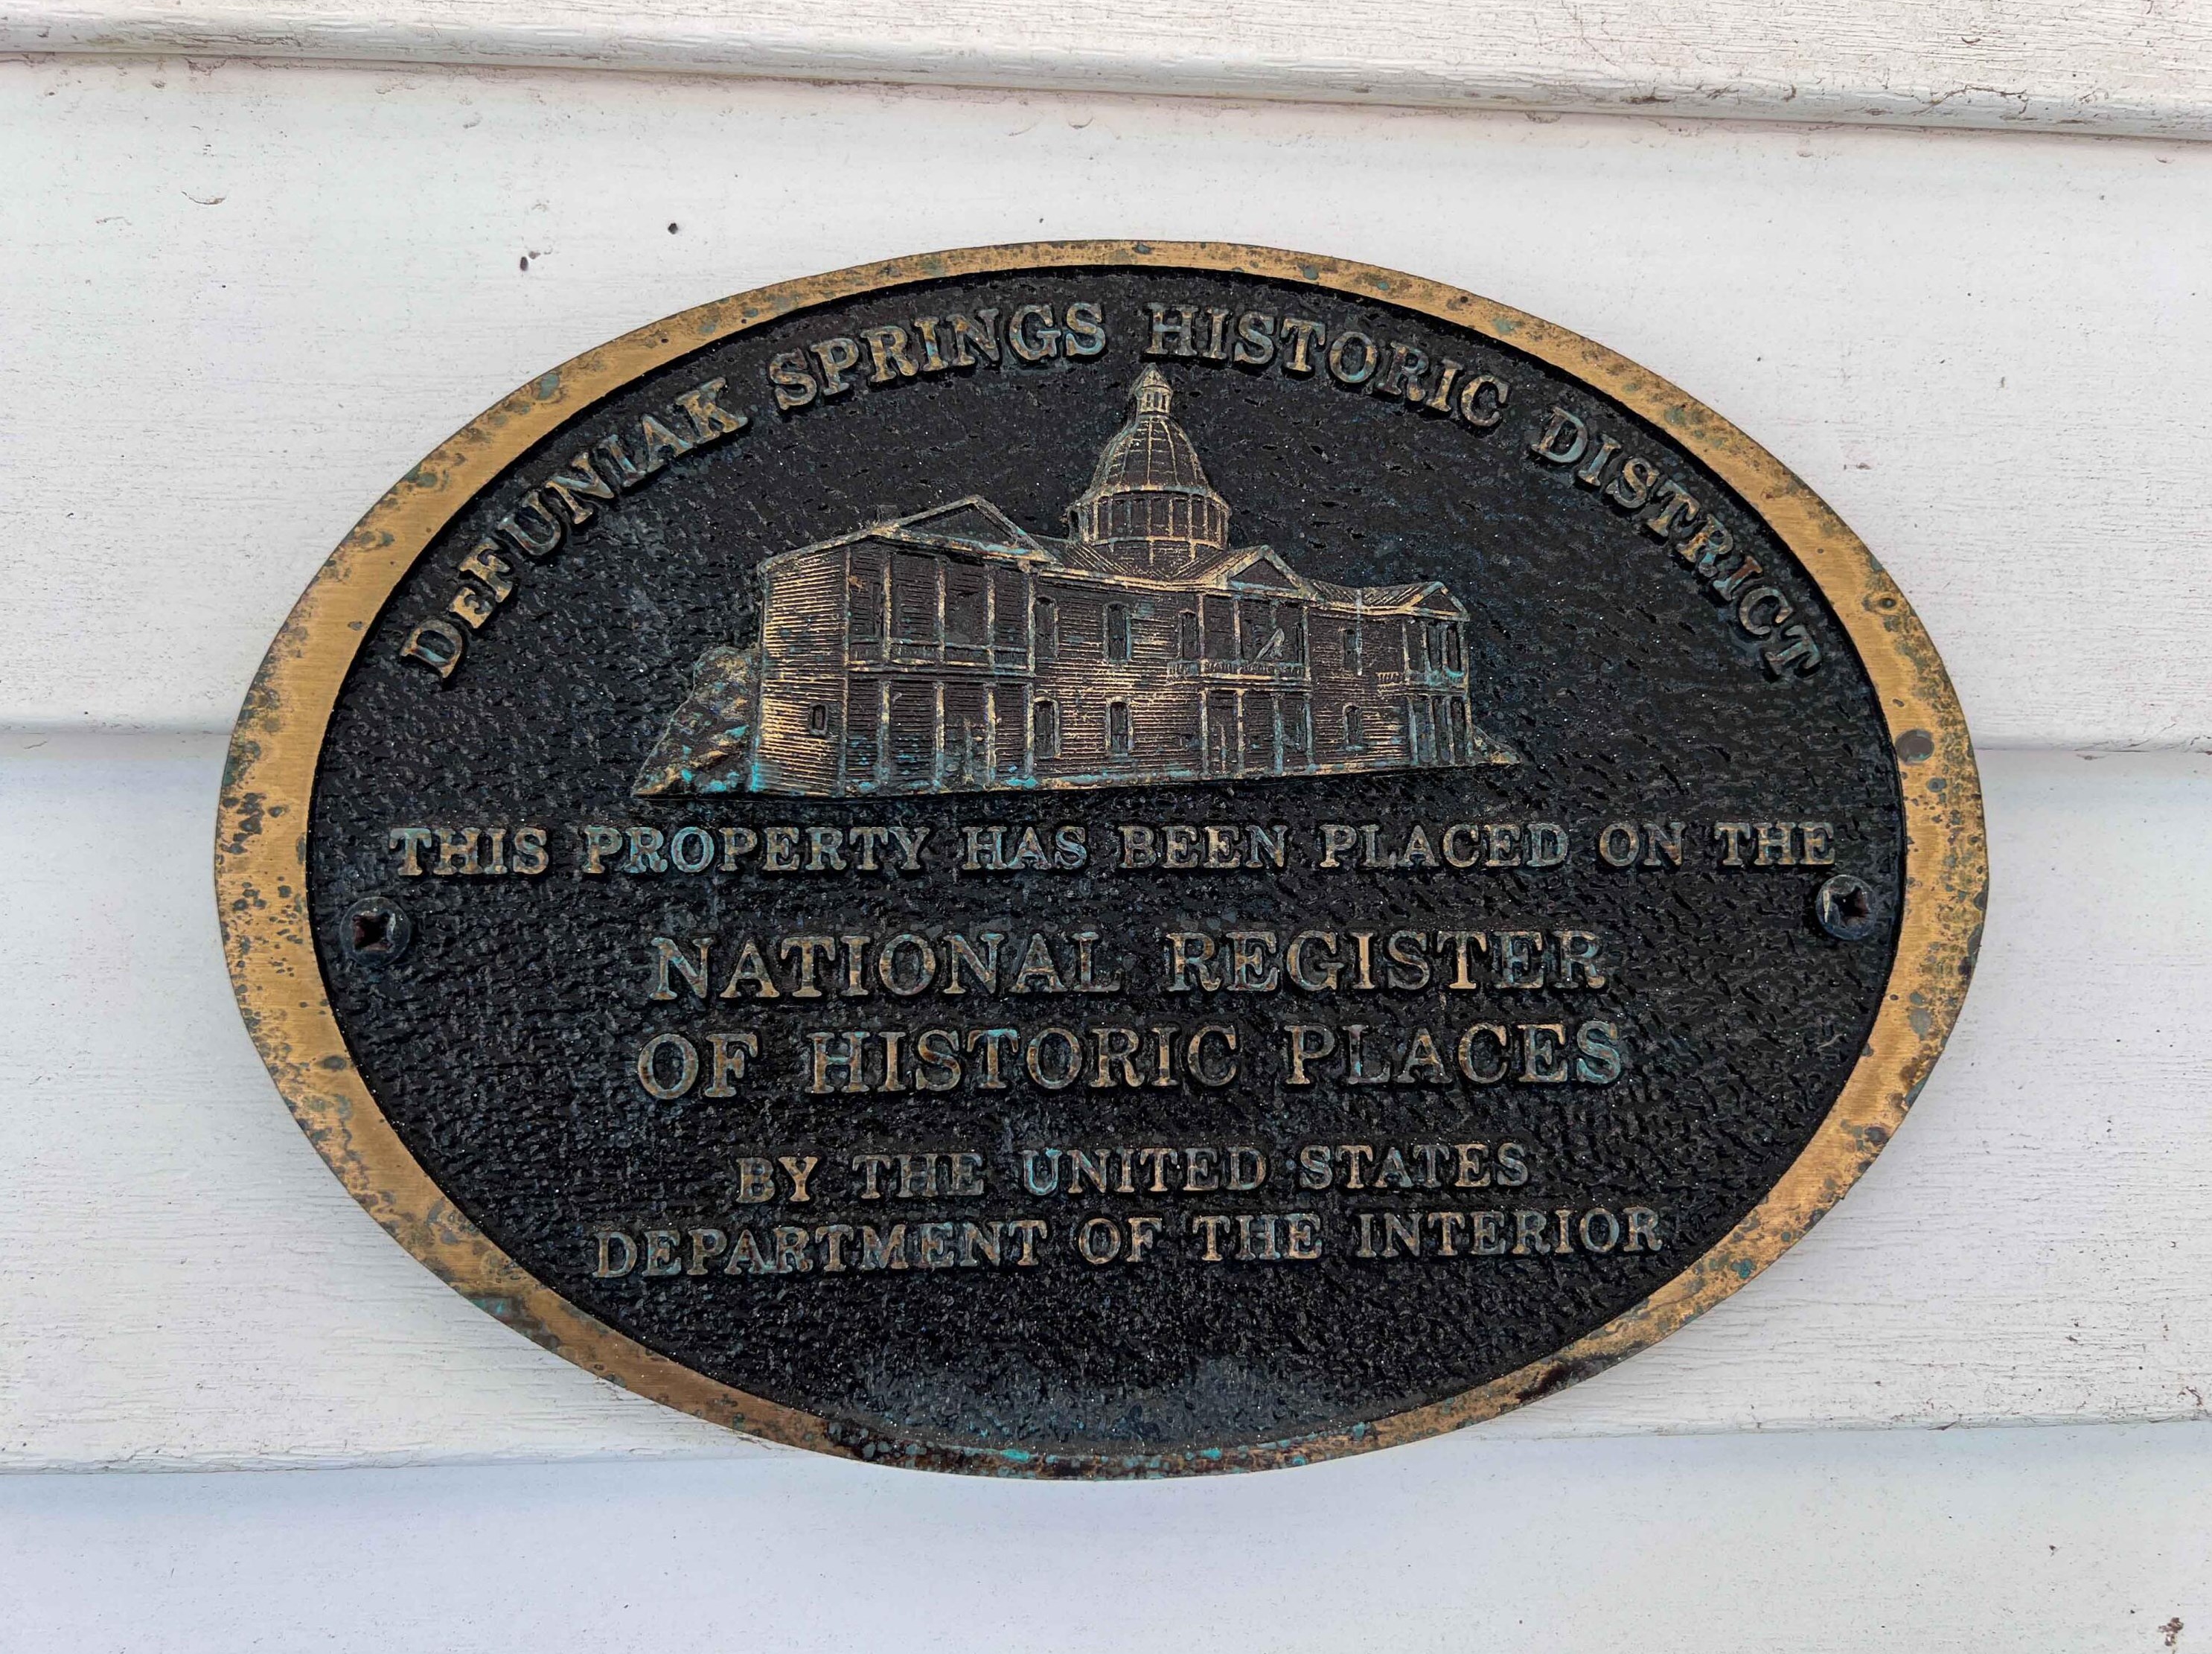 DeFUNIAK SPRINGS HISTORIC DISTRICT
THIS PROPERTY HAS BEEN PLACED ON THE
NATIONAL REGISTER
OF HISTORIC PLACES
BY THE UNITED STATES
DEPARTMENT OF THE INTERIOR